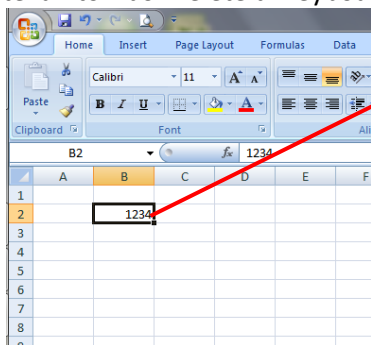 Home Insert Page Layout Formulas Data
Calibri 11 A A
Paste B I U A
Clipboard Font
B2 fx 1234
A B C D E F
1
2 1234
3
4
5
6
7
8